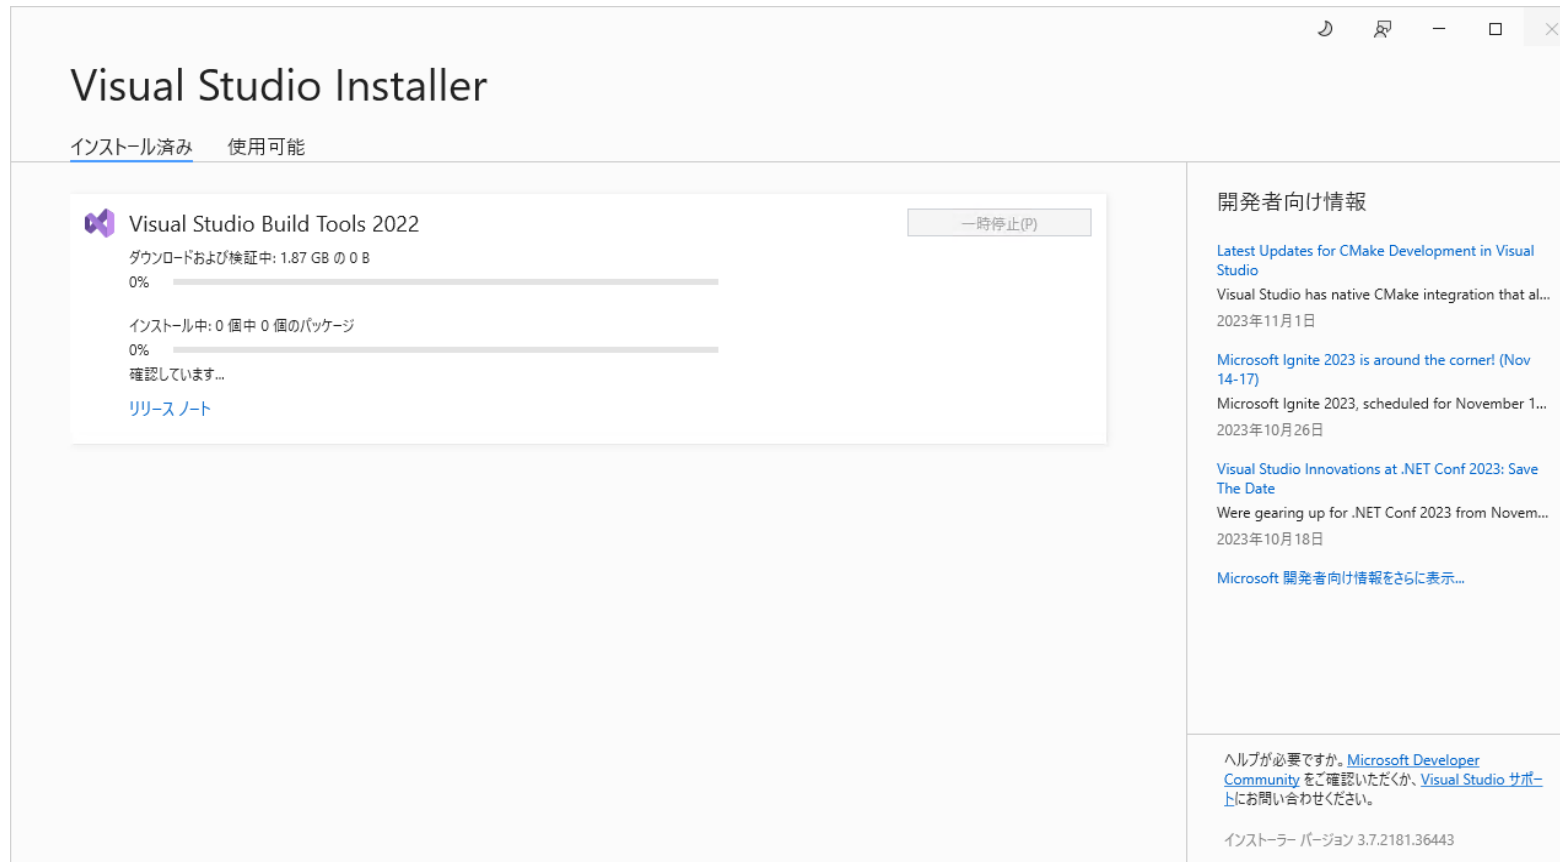 Visual Studio Installer
インストール済み 使用可能
Visual Studio Build Tools 2022
一時停止(P)
ダウンロードおよび検証中: 1.87 GB の 0 B
0%
インストール中: 0 個中 0 個のパッケージ
0%
確認しています...
リリース ノート
開発者向け情報
Latest Updates for CMake Development in Visual
Studio
Visual Studio has native CMake integration that al...
2023年11月1日
Microsoft Ignite 2023 is around the corner! (Nov
14-17)
Microsoft Ignite 2023, scheduled for November 1...
2023年10月26日
Visual Studio Innovations at .NET Conf 2023: Save
The Date
Were gearing up for .NET Conf 2023 from Novem...
2023年10月18日
Microsoft 開発者向け情報をさらに表示...
ヘルプが必要ですか。Microsoft Developer
Community をご確認いただくか、Visual Studio サポー
トにお問い合わせください。
インストーラー バージョン 3.7.2181.36443